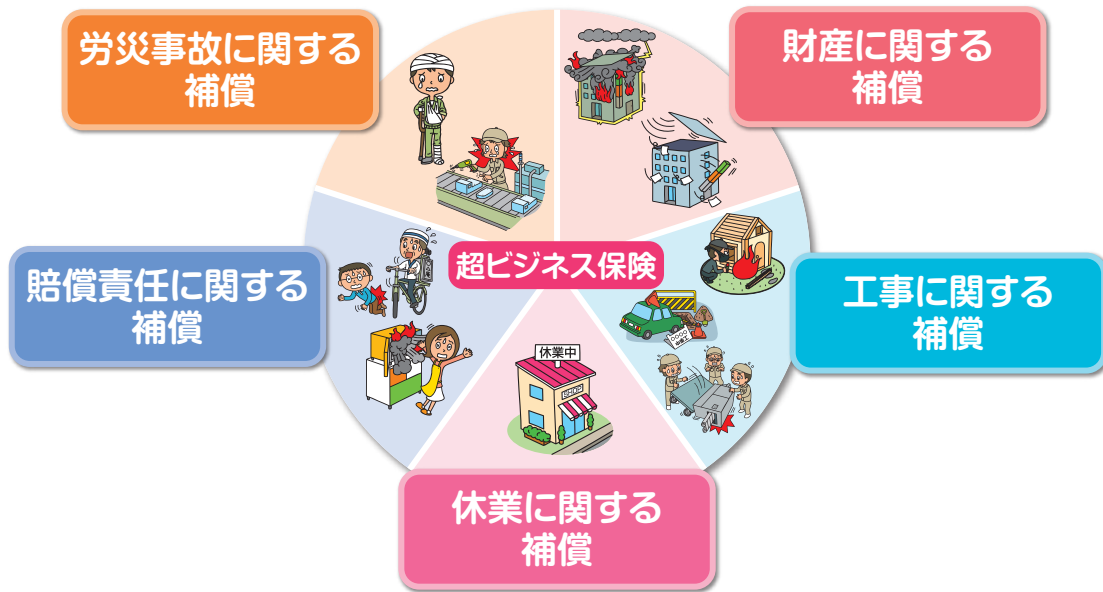 労災事故に関する
補償
財産に関する
補償
賠償責任に関する
補償
超ビジネス保険
工事に関する
補償
休業中
SHOP
休業に関する
補償